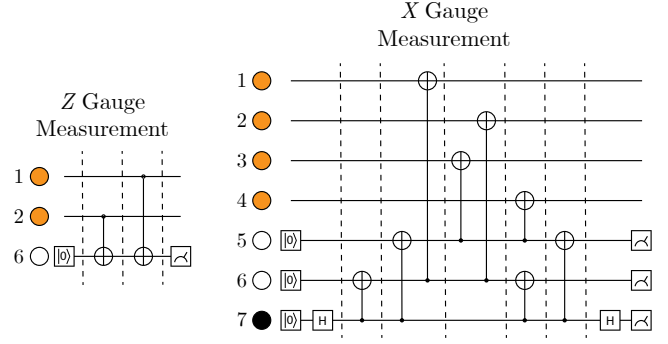 X Gauge
Measurement
Z Gauge
Measurement
1
2
6 |0⟩
1
2
3
4
5 |0⟩
6 |0⟩
7 |0⟩ H H